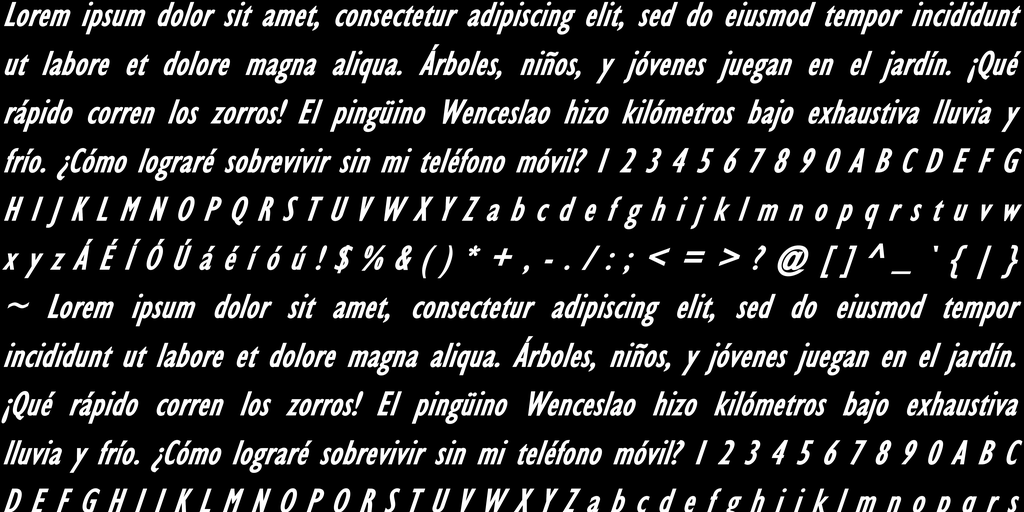 Lorem ipsum dolor sit amet, consectetur adipiscing elit, sed do eiusmod tempor incididunt
ut labore et dolore magna aliqua. Árboles, niños, y jóvenes juegan en el jardín. ¡Qué
rápido corren los zorros! El pingüino Wenceslao hizo kilómetros bajo exhaustiva lluvia y
frío. ¿Cómo lograré sobrevivir sin mi teléfono móvil? 1 2 3 4 5 6 7 8 9 0 A B C D E F G
H I J K L M N O P Q R S T U V W X Y Z a b c d e f g h i j k l m n o p q r s t u v w
x y z Á É Í Ó Ú á é í ó ú ! $ % & ( ) * + , - . / : ; < = > ? @ [ ] ^ _ ` { | }
~ Lorem ipsum dolor sit amet, consectetur adipiscing elit, sed do eiusmod tempor
incididunt ut labore et dolore magna aliqua. Árboles, niños, y jóvenes juegan en el jardín.
¡Qué rápido corren los zorros! El pingüino Wenceslao hizo kilómetros bajo exhaustiva
lluvia y frío. ¿Cómo lograré sobrevivir sin mi teléfono móvil? 1 2 3 4 5 6 7 8 9 0 A B C
D E F G H I J K L M N O P Q R S T U V W X Y Z a b c d e f g h i j k l m n o p q r s